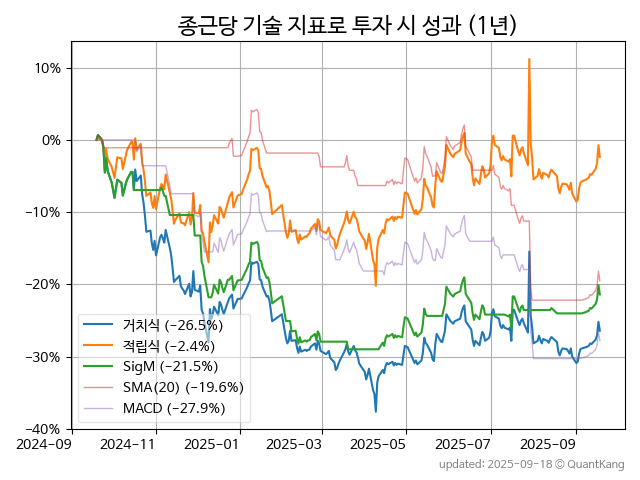 종근당 기술 지표로 투자 시 성과 (1년)
10%
0%
−10%
−20%
−30%
−40%
거치식 (−26.5%)
적립식 (−2.4%)
SigM (−21.5%)
SMA(20) (−19.6%)
MACD (−27.9%)
2024-09
2024-11
2025-01
2025-03
2025-05
2025-07
2025-09
updated: 2025-09-18 © QuantKang